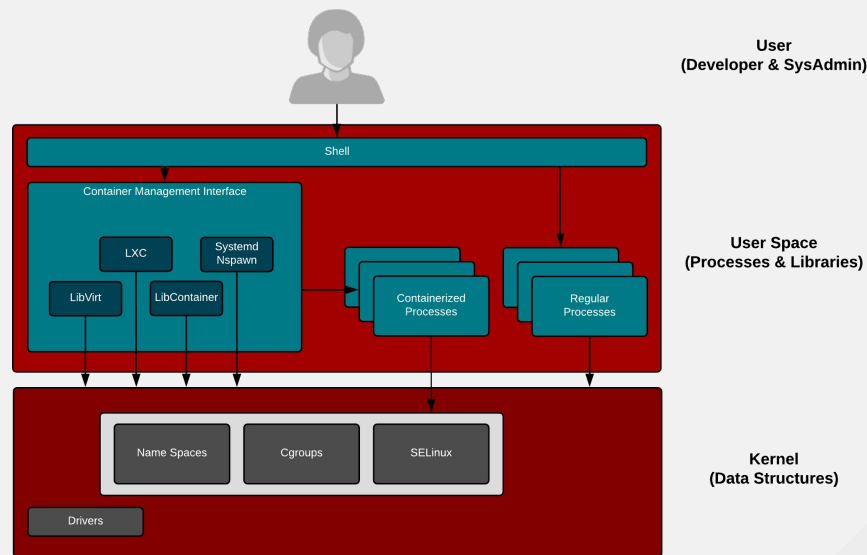 User
(Developer & SysAdmin)
Shell
Container Management Interface
LXC
Systemd
Nspawn
LibVirt
LibContainer
Containerized
Processes
Regular
Processes
User Space
(Processes & Libraries)
Name Spaces
Cgroups
SELinux
Drivers
Kernel
(Data Structures)